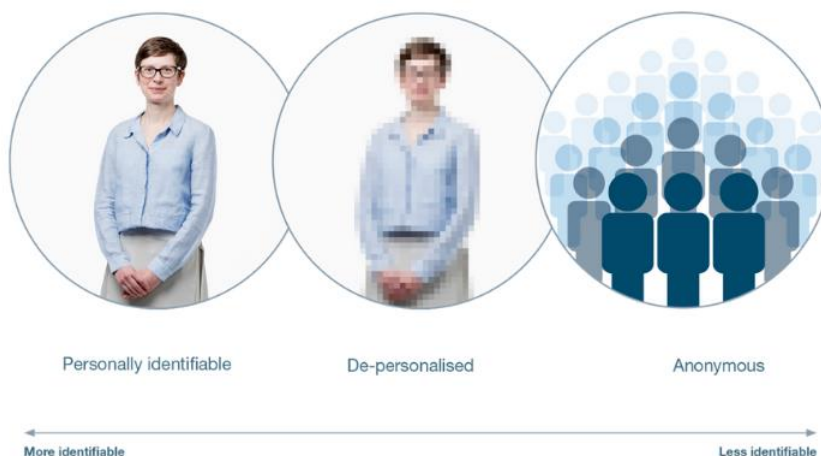 Personally identifiable
De-personalised
Anonymous
More identifiable
Less identifiable